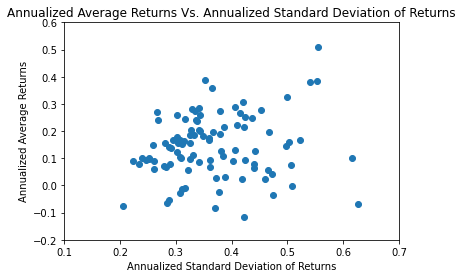 Annualized Average Returns Vs. Annualized Standard Deviation of Returns
0.6
0.5
0.4
0.3
0.2
0.1
0.0
−0.1
−0.2
Annualized Average Returns
0.1 0.2 0.3 0.4 0.5 0.6 0.7
Annualized Standard Deviation of Returns